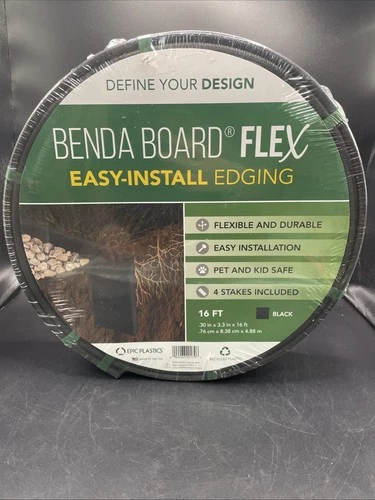 DEFINE YOUR DESIGN
BENDA BOARD® FLEX
EASY-INSTALL EDGING
FLEXIBLE AND DURABLE
EASY INSTALLATION
PET AND KID SAFE
4 STAKES INCLUDED
16 FT
BLACK
.30 in x 3.3 in x 16 ft
.76 cm x 8.38 cm x 4.88 m
EPIC PLASTICS
RECYCLED PLASTIC